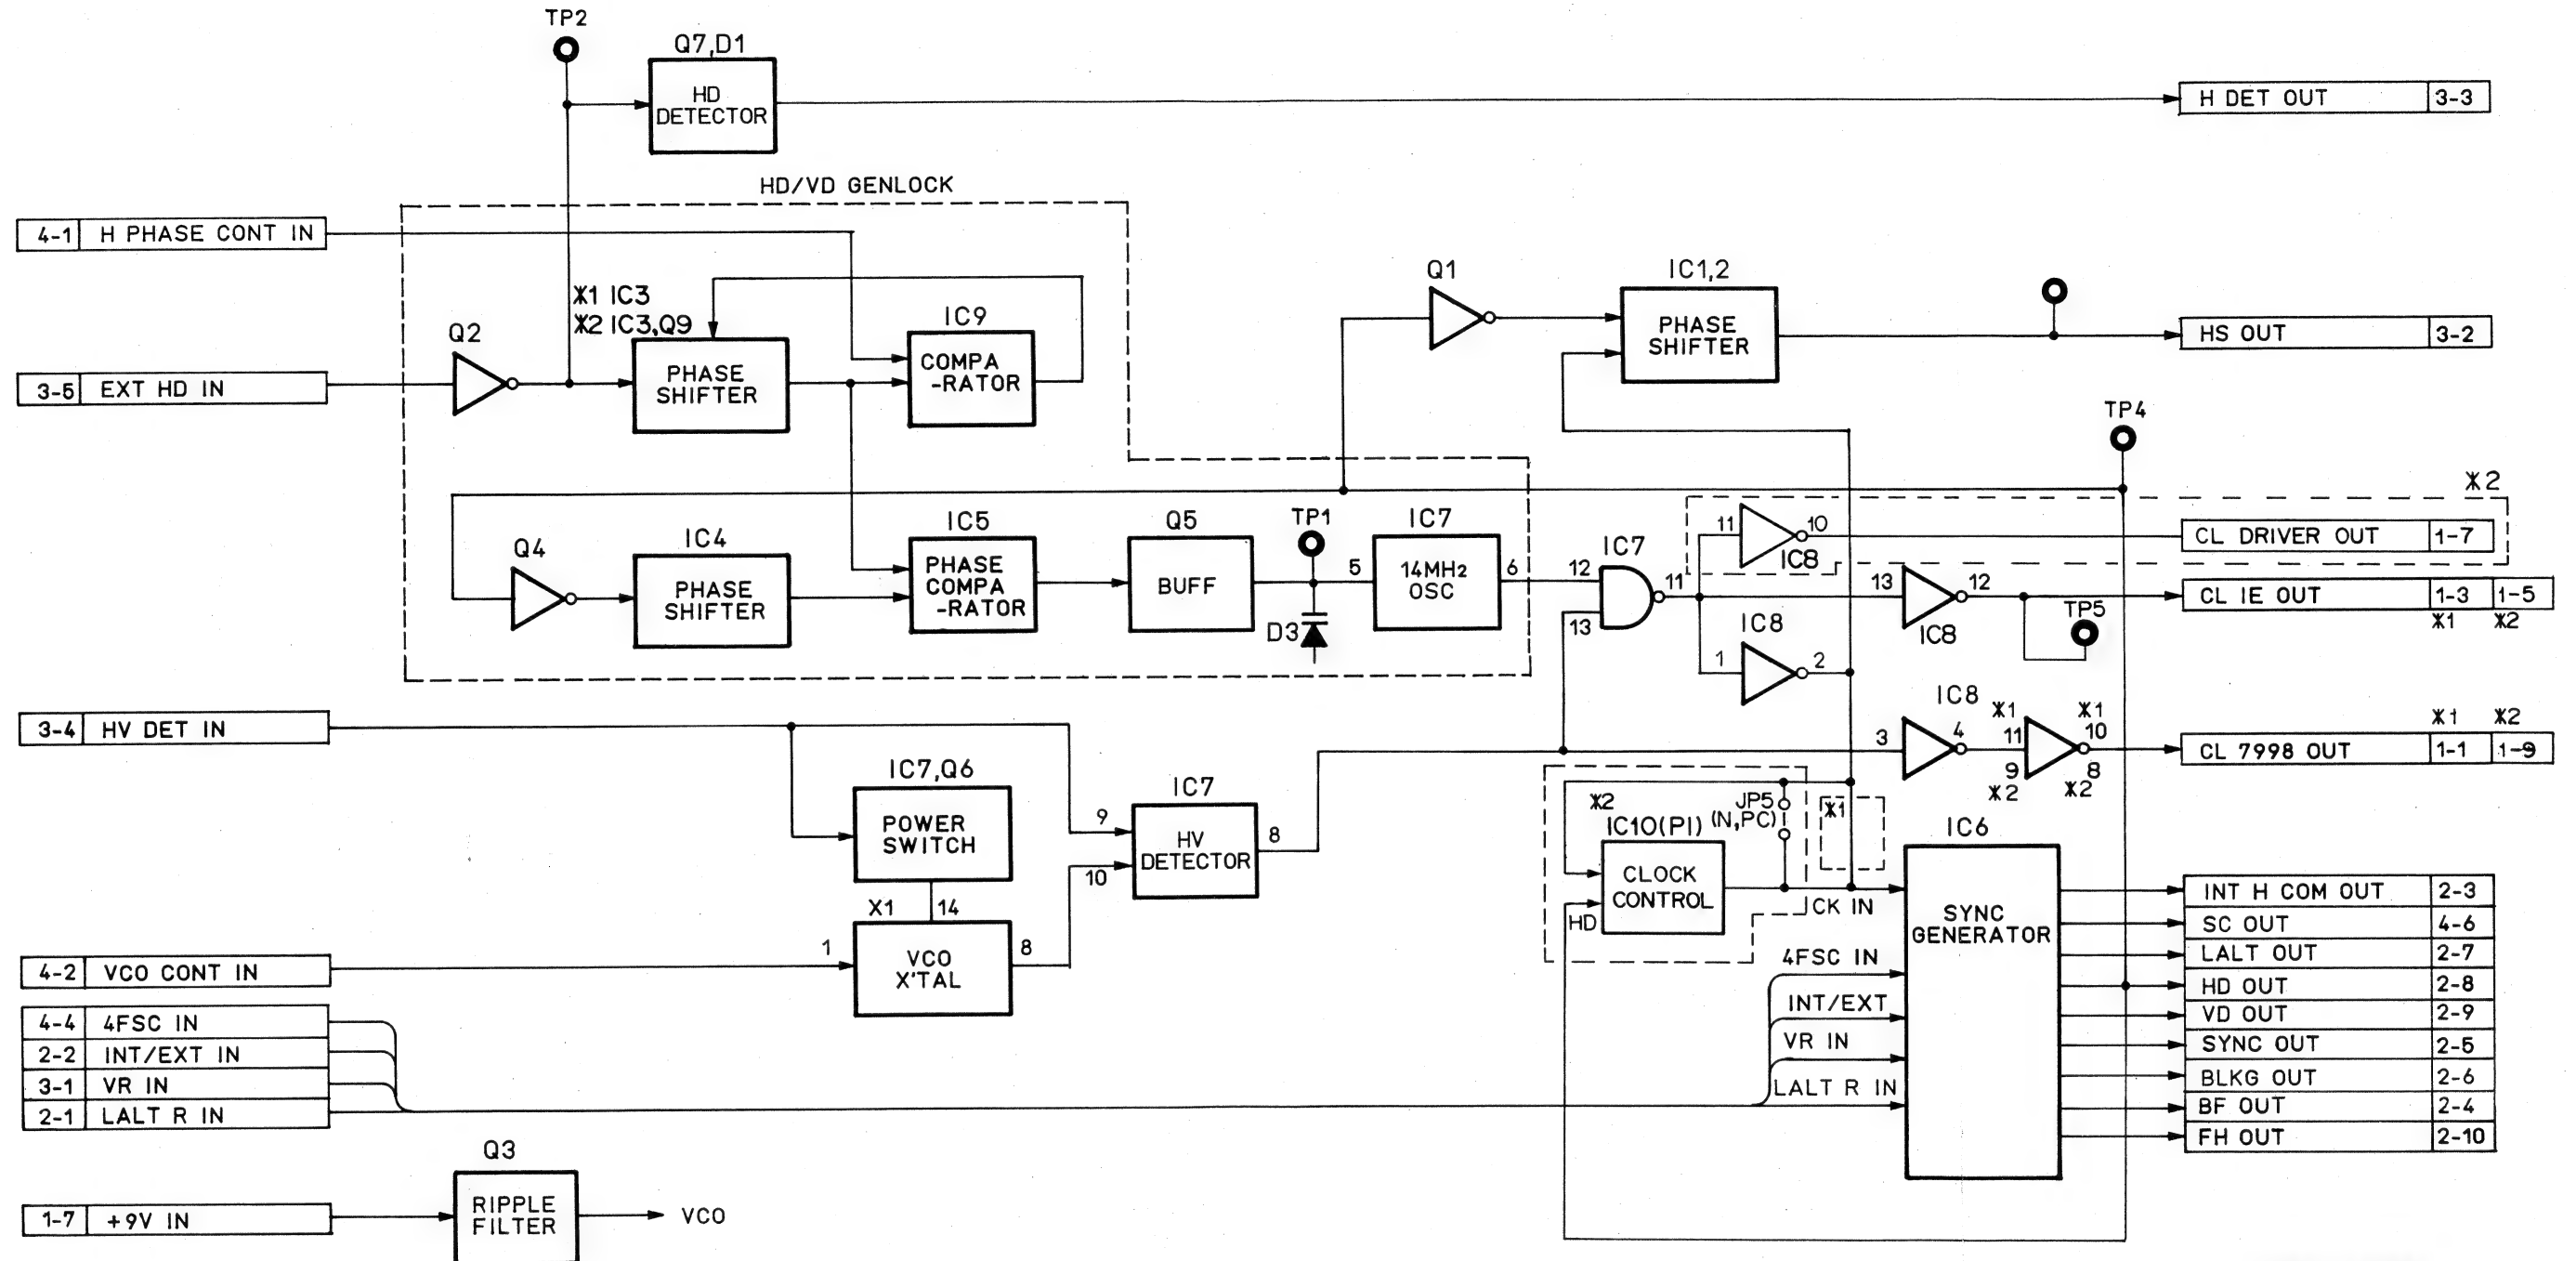 TP2
Q7,D1
HD
DETECTOR
H DET OUT 3-3
HD/VD GENLOCK
4-1 H PHASE CONT IN
Q1
IC1,2
PHASE
SHIFTER
HS OUT 3-2
※1 IC3
※2 IC3,Q9
Q2
IC9
COMPA
-RATOR
PHASE
SHIFTER
3-5 EXT HD IN
TP4
※2
Q4
IC4
PHASE
SHIFTER
IC5
PHASE
COMPA
-RATOR
Q5
BUFF
TP1
D3
5
IC7
14MHz
OSC
6
12
IC7
11
13
11
10
IC8
CL DRIVER OUT 1-7
13
12
IC8
CL IE OUT 1-3 1-5
※1 ※2
TP5
IC8
1
2
3-4 HV DET IN
IC8
3
4
※1
11
9
※2
※1
10
8
※2
※1 ※2
CL 7998 OUT 1-1 1-9
IC7,Q6
POWER
SWITCH
IC7
9
10
HV
DETECTOR
8
※2
JP5
(N,PC)
※1
IC10(PI)
CLOCK
CONTROL
HD
CK IN
IC6
SYNC
GENERATOR
X1
14
1
VCO
X'TAL
8
4-2 VCO CONT IN
4-4 4FSC IN
2-2 INT/EXT IN
3-1 VR IN
2-1 LALT R IN
4FSC IN
INT/EXT
VR IN
LALT R IN
INT H COM OUT 2-3
SC OUT 4-6
LALT OUT 2-7
HD OUT 2-8
VD OUT 2-9
SYNC OUT 2-5
BLKG OUT 2-6
BF OUT 2-4
FH OUT 2-10
Q3
1-7 +9V IN
RIPPLE
FILTER
VCO